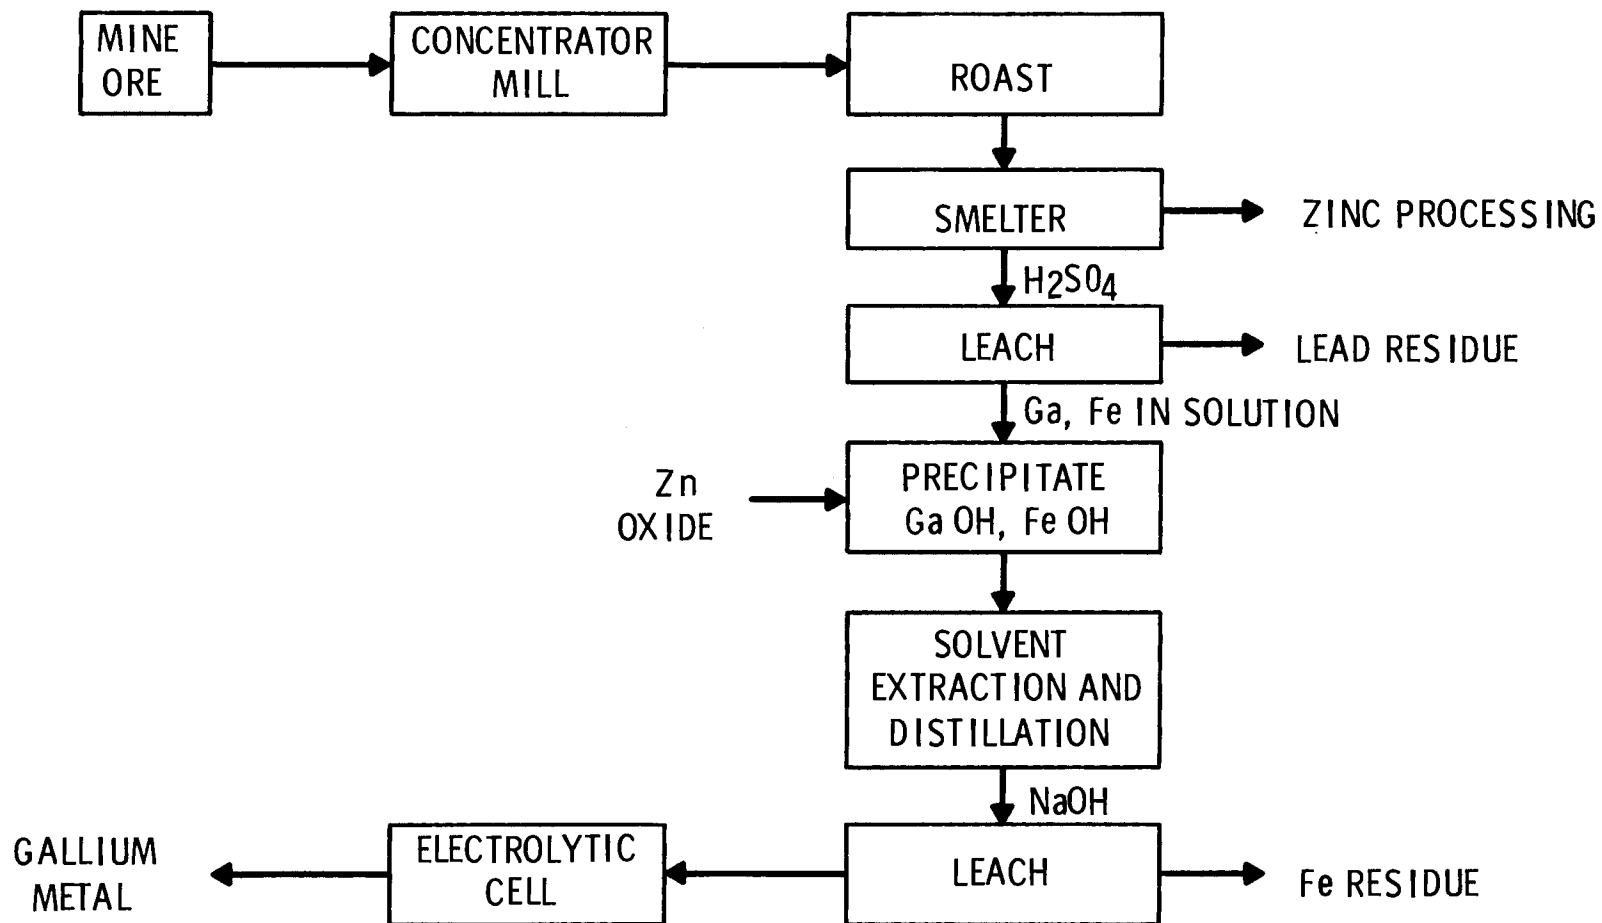 MINE
ORE
CONCENTRATOR
MILL
ROAST
SMELTER
ZINC PROCESSING
H2SO4
LEACH
LEAD RESIDUE
Ga, Fe IN SOLUTION
Zn
OXIDE
PRECIPITATE
Ga OH, Fe OH
SOLVENT
EXTRACTION AND
DISTILLATION
NaOH
GALLIUM
METAL
ELECTROLYTIC
CELL
LEACH
Fe RESIDUE